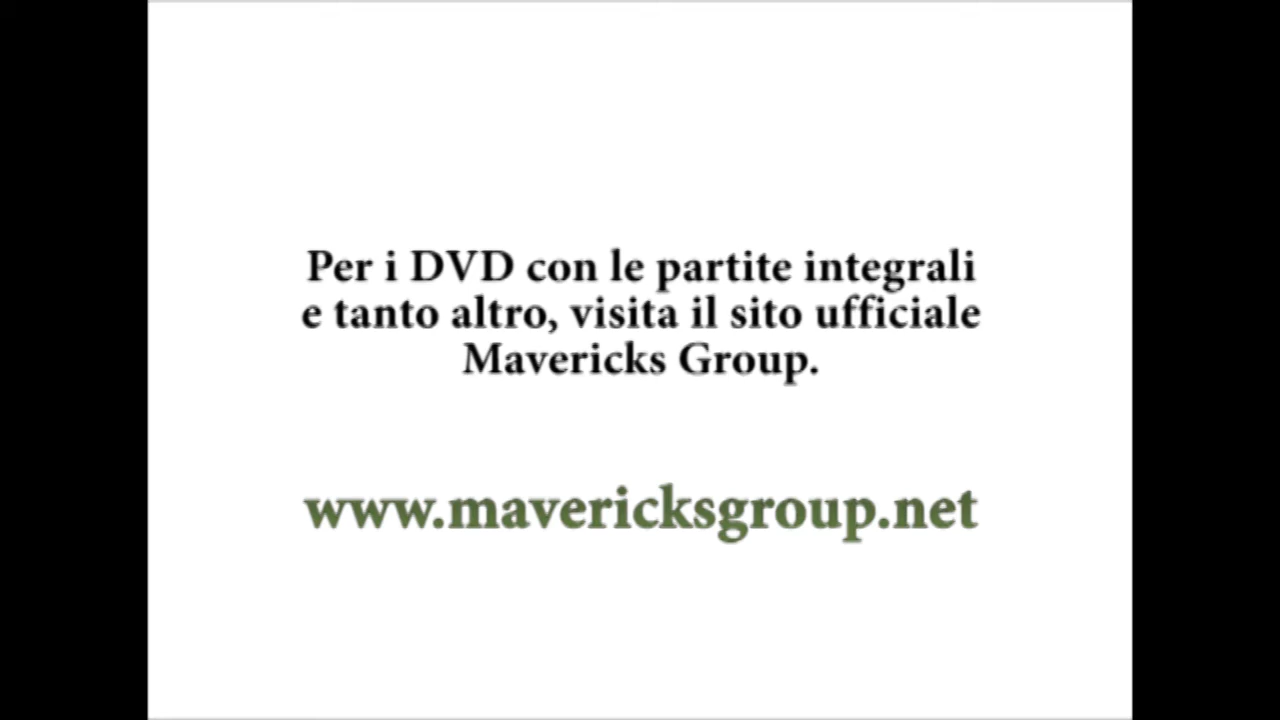 Per i DVD con le partite integrali
e tanto altro, visita il sito ufficiale
Mavericks Group.
www.mavericksgroup.net